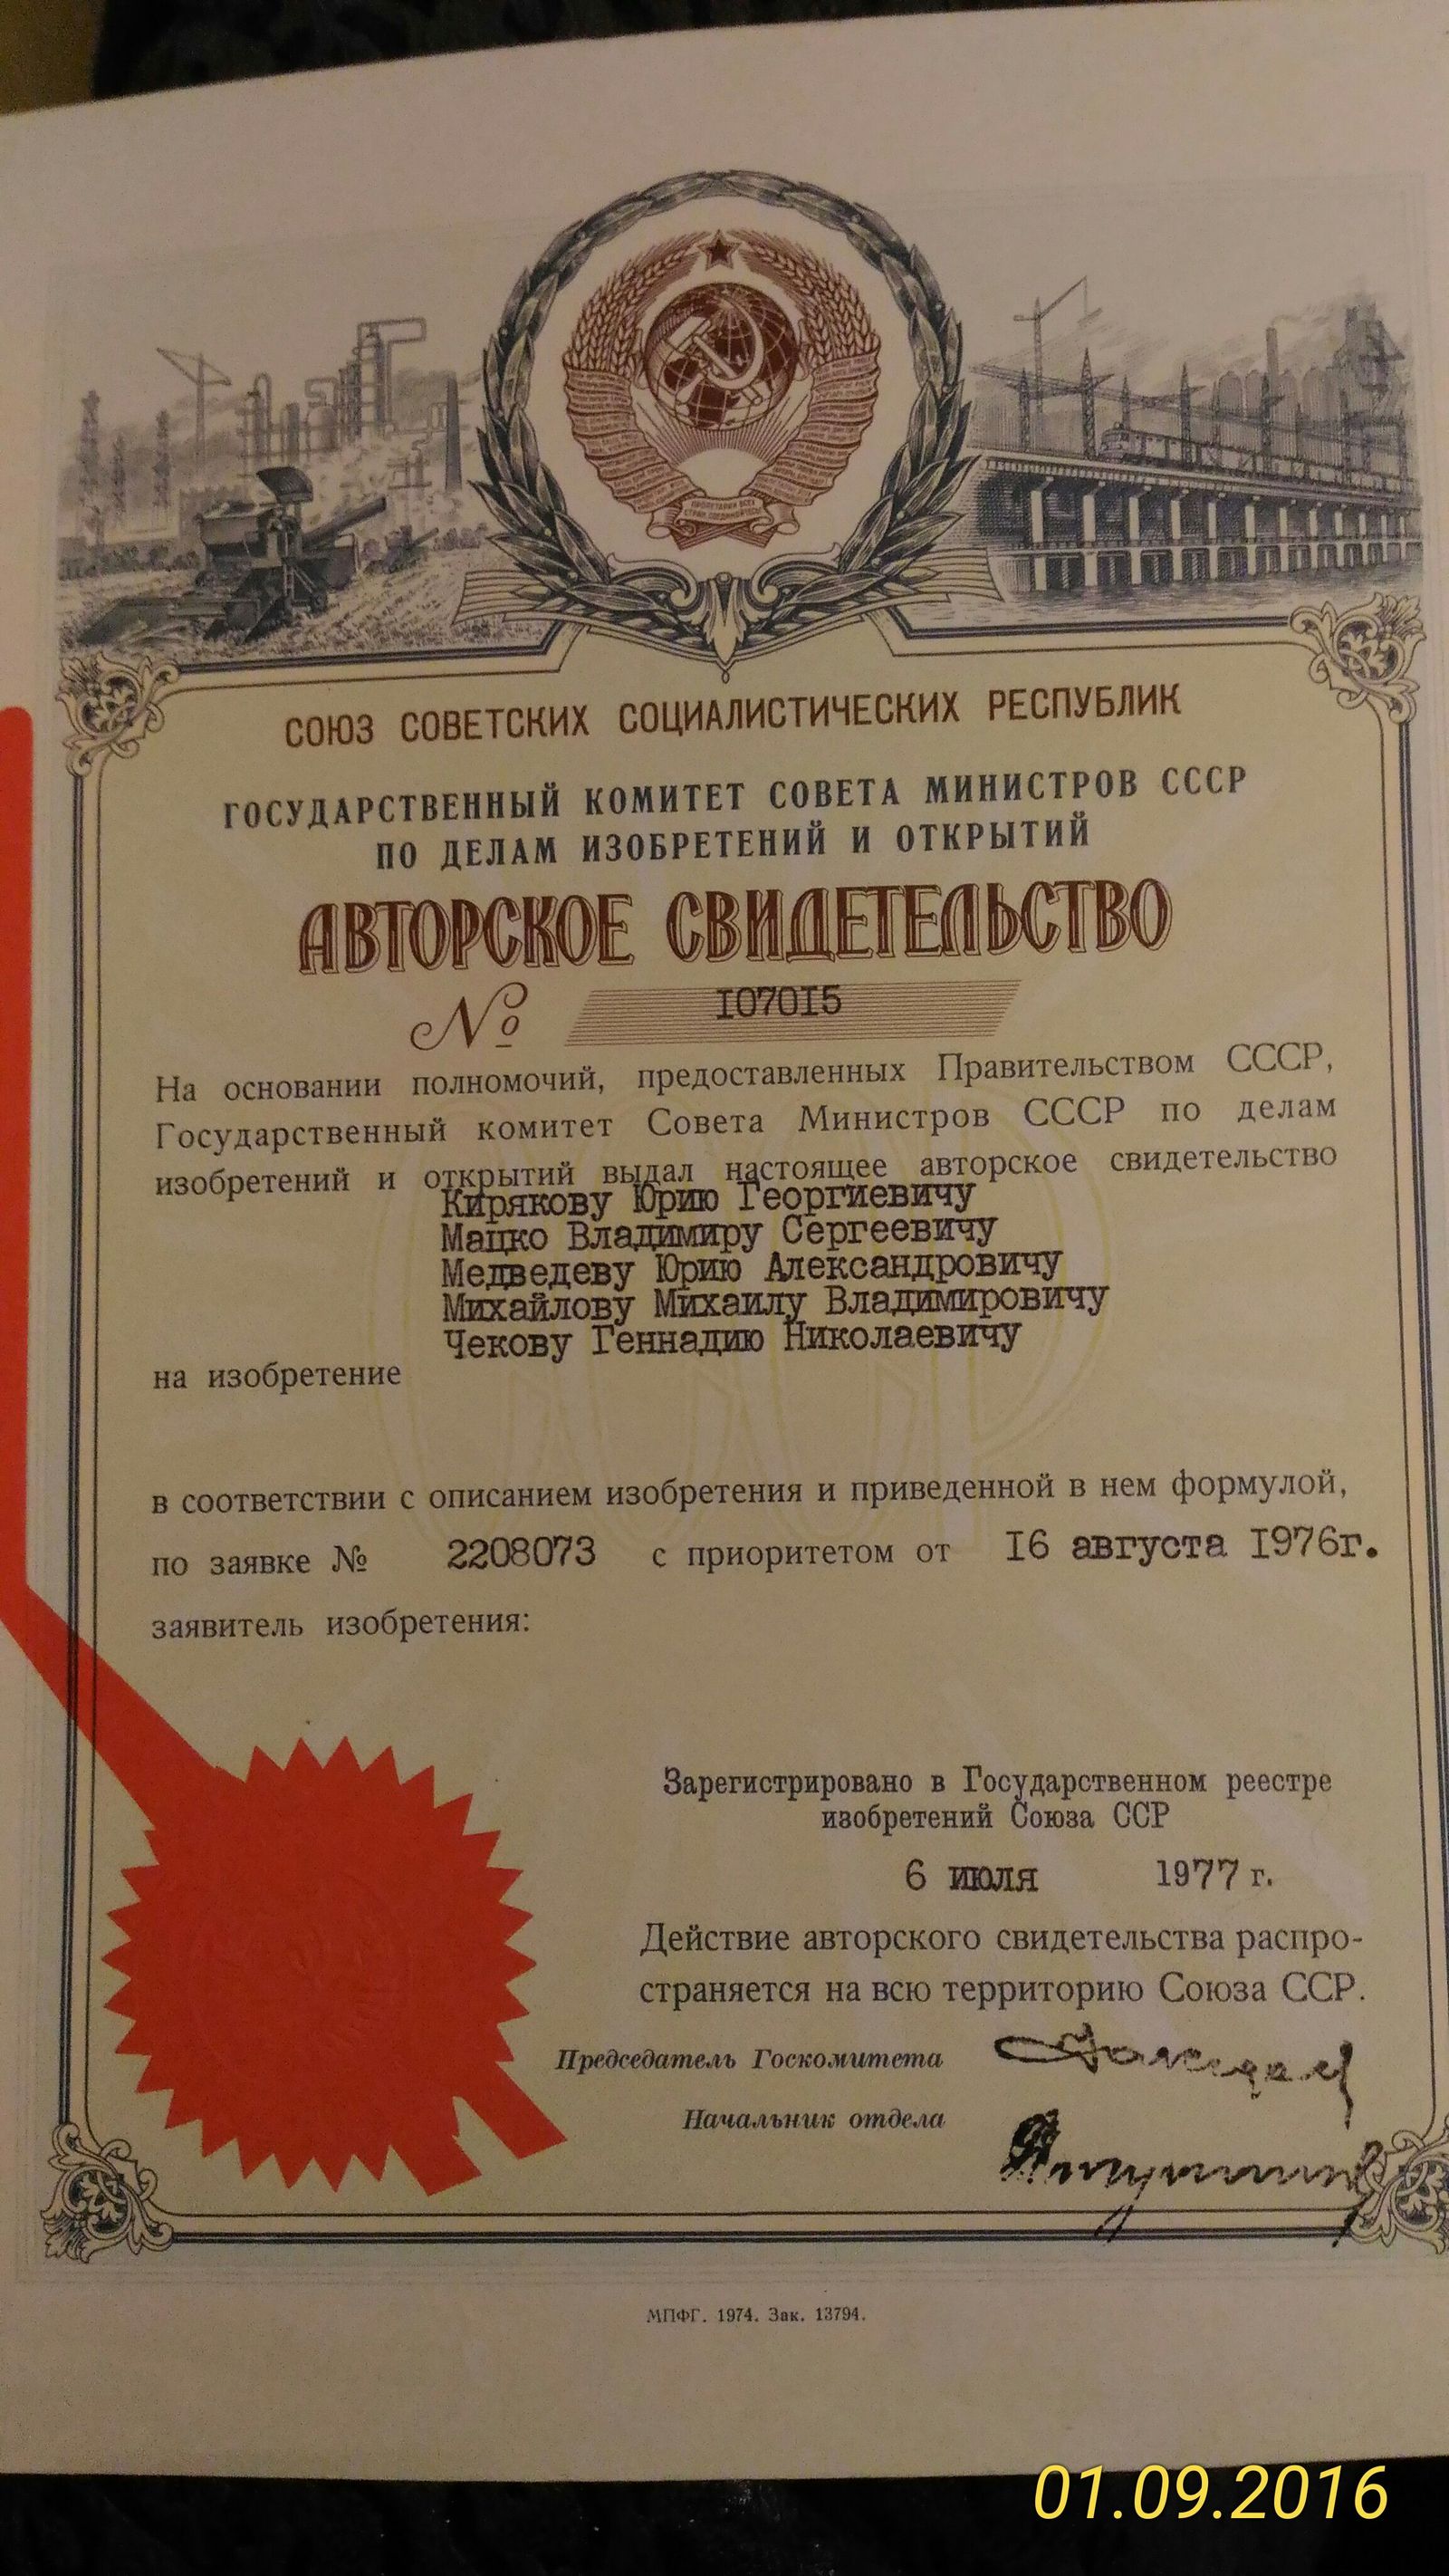 ПРОЛЕТАРИИ ВСЕХ
СТРАН, СОЕДИНЯЙТЕСЬ!
СОЮЗ СОВЕТСКИХ СОЦИАЛИСТИЧЕСКИХ РЕСПУБЛИК
ГОСУДАРСТВЕННЫЙ КОМИТЕТ СОВЕТА МИНИСТРОВ СССР
ПО ДЕЛАМ ИЗОБРЕТЕНИЙ И ОТКРЫТИЙ
АВТОРСКОЕ СВИДЕТЕЛЬСТВО
№ 107015
На основании полномочий, предоставленных Правительством СССР,
Государственный комитет Совета Министров СССР по делам
изобретений и открытий выдал настоящее авторское свидетельство
Кирякову Юрию Георгиевичу
Мацко Владимиру Сергеевичу
Медведеву Юрию Александровичу
Михайлову Михаилу Владимировичу
Чекову Геннадию Николаевичу
на изобретение
в соответствии с описанием изобретения и приведенной в нем формулой,
по заявке № 2208073 с приоритетом от 16 августа 1976г.
заявитель изобретения:
Зарегистрировано в Государственном реестре
изобретений Союза ССР
6 июля 1977 г.
Действие авторского свидетельства распро-
страняется на всю территорию Союза ССР.
Председатель Госкомитета
Начальник отдела
МПФГ. 1974. Зак. 13794.
01.09.2016